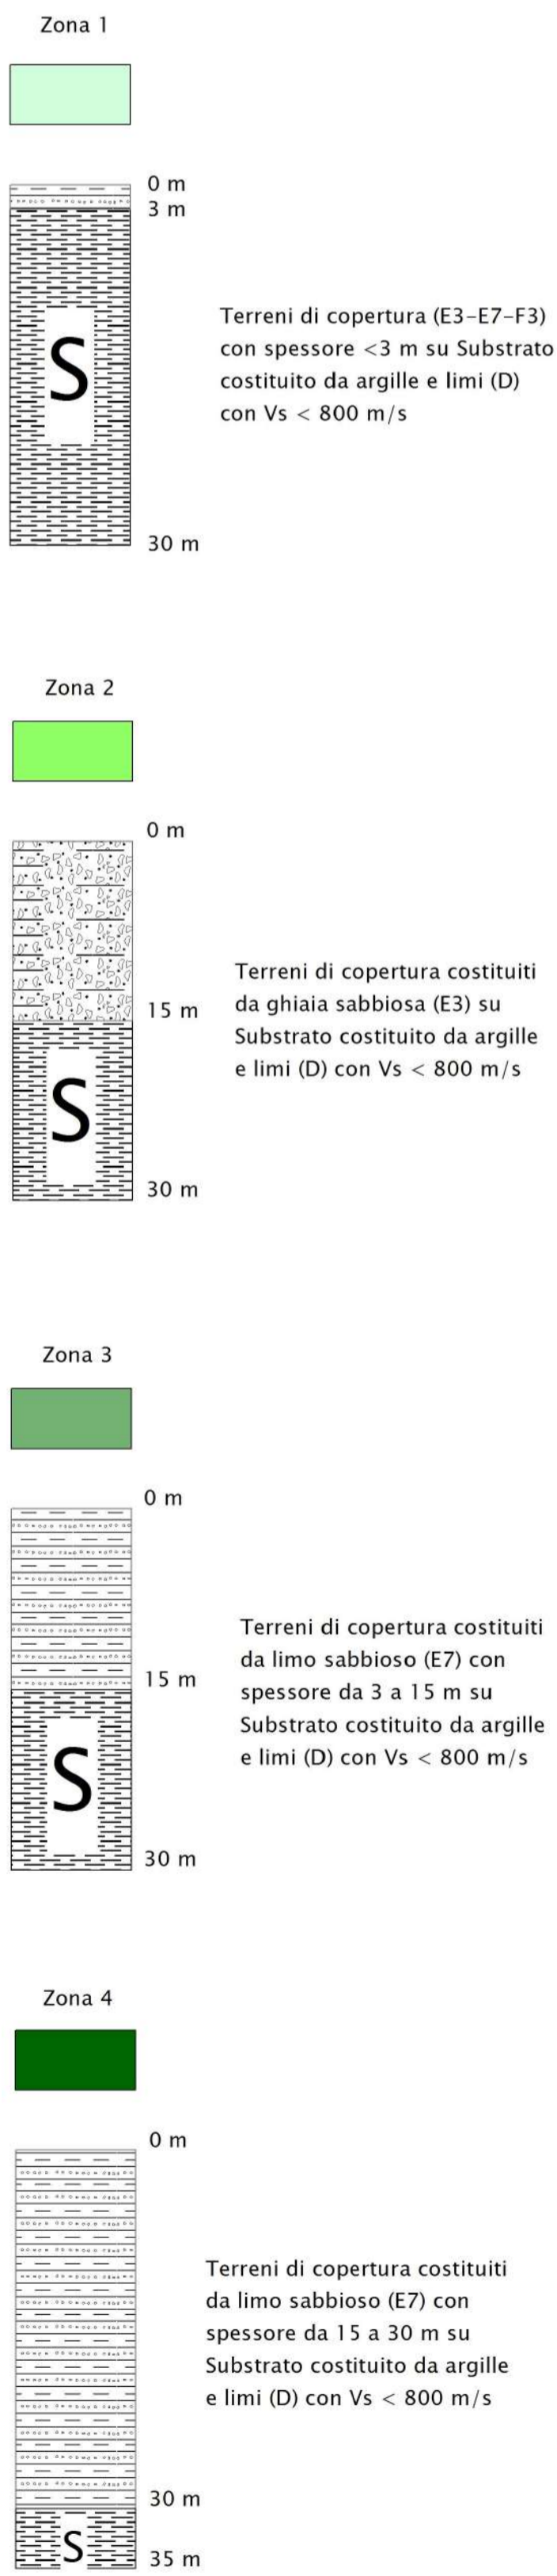 Zona 1
0 m
3 m
Terreni di copertura (E3-E7-F3)
con spessore <3 m su Substrato
costituito da argille e limi (D)
con Vs < 800 m/s
S
30 m
Zona 2
0 m
Terreni di copertura costituiti
da ghiaia sabbiosa (E3) su
Substrato costituito da argille
e limi (D) con Vs < 800 m/s
15 m
S
30 m
Zona 3
0 m
Terreni di copertura costituiti
da limo sabbioso (E7) con
spessore da 3 a 15 m su
Substrato costituito da argille
e limi (D) con Vs < 800 m/s
15 m
S
30 m
Zona 4
0 m
Terreni di copertura costituiti
da limo sabbioso (E7) con
spessore da 15 a 30 m su
Substrato costituito da argille
e limi (D) con Vs < 800 m/s
30 m
S
35 m